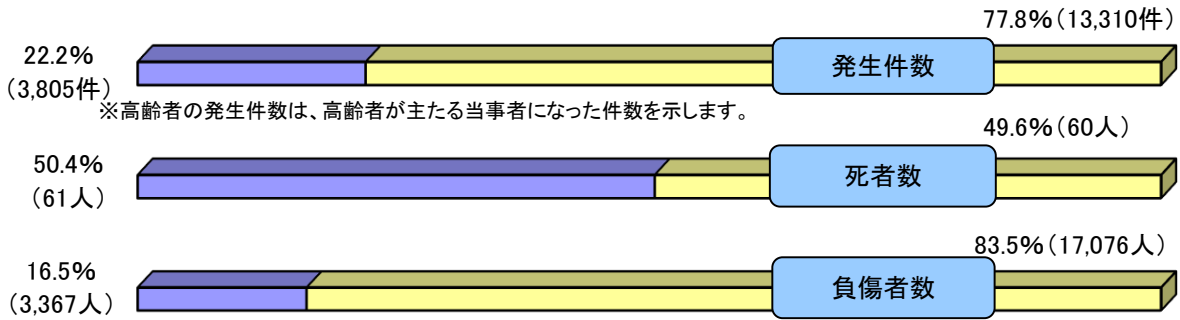 77.8%(13,310件)
22.2%
(3,805件)
発生件数
※高齢者の発生件数は、高齢者が主たる当事者になった件数を示します。
49.6%(60人)
50.4%
(61人)
死者数
83.5%(17,076人)
16.5%
(3,367人)
負傷者数